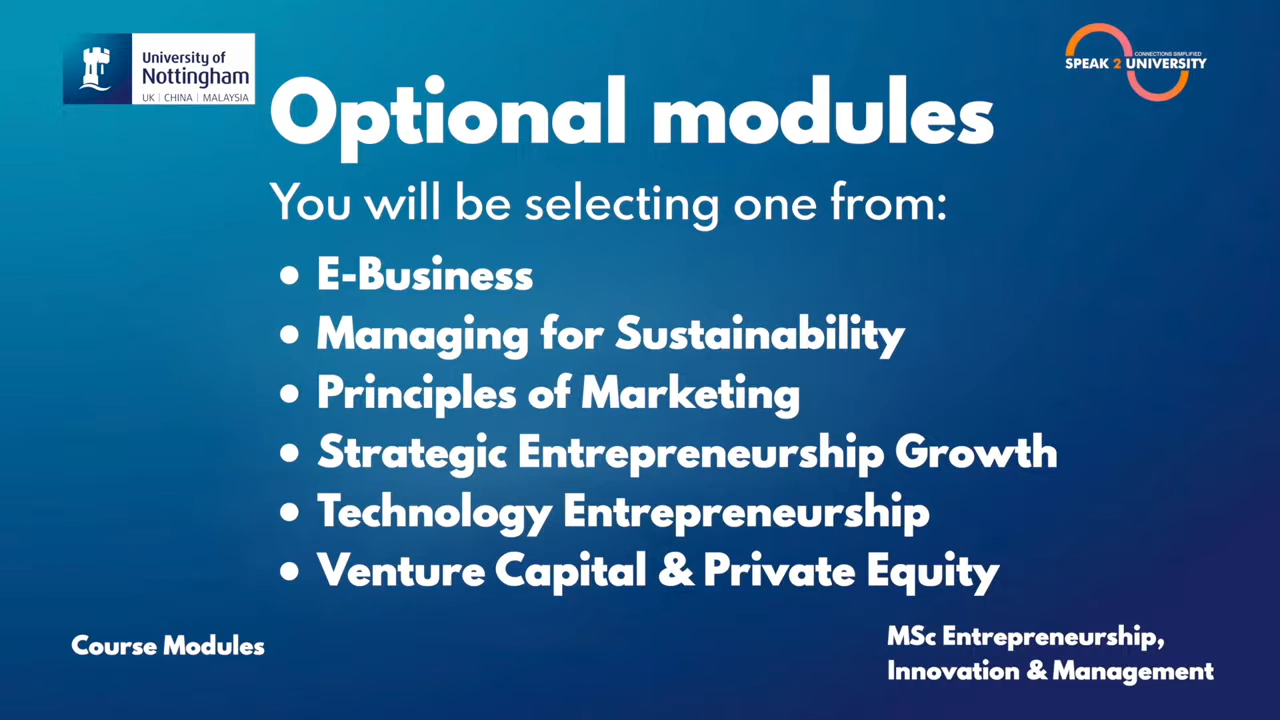 University of
Nottingham
UK | CHINA | MALAYSIA
CONNECTIONS SIMPLIFIED
SPEAK 2 UNIVERSITY
Optional modules
You will be selecting one from:
• E-Business
• Managing for Sustainability
• Principles of Marketing
• Strategic Entrepreneurship Growth
• Technology Entrepreneurship
• Venture Capital & Private Equity
Course Modules
MSc Entrepreneurship,
Innovation & Management